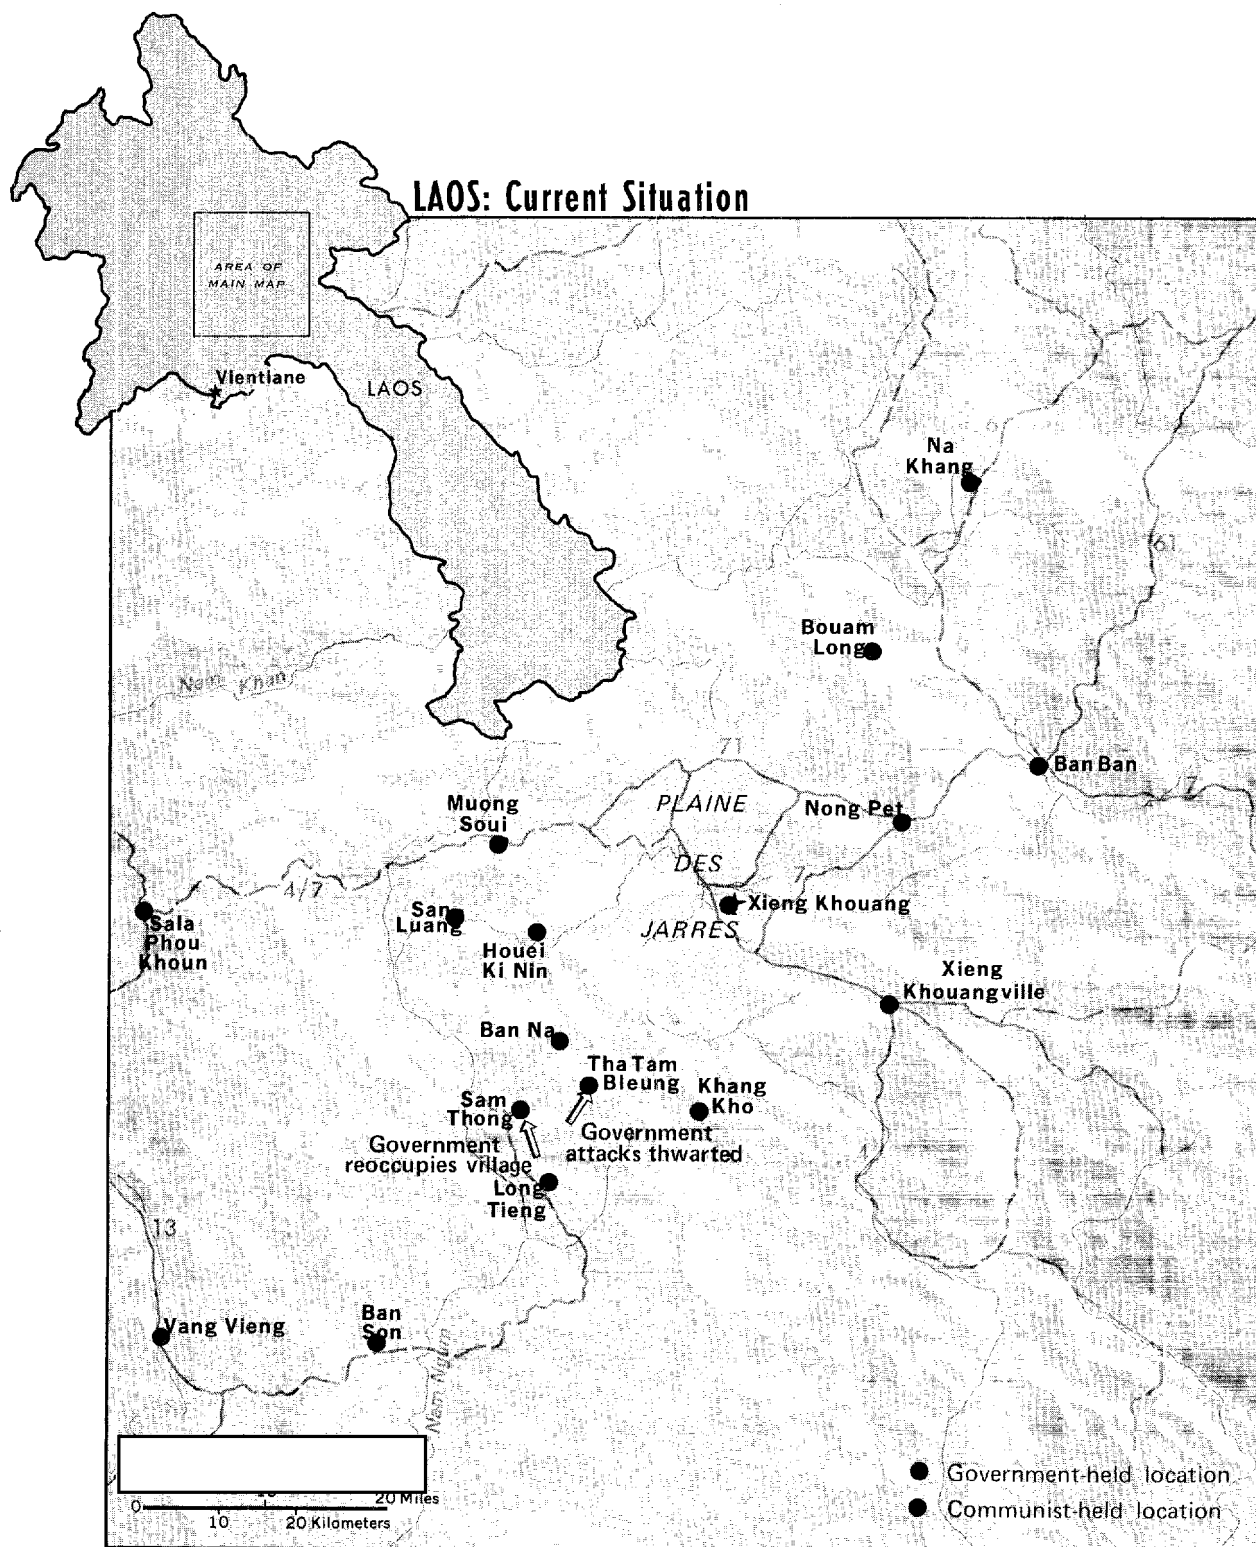 LAOS: Current Situation
AREA OF
MAIN MAP
Vientiane
LAOS
Na
Khang
6
61
Bouam
Long
6
Nam Khan
71
Ban Ban
7
PLAINE
DES
JARRES
Nong Pet
Muong
Soui
4/7
7
Xieng Khouang
Sala
Phou
Khoun
San
Luang
Houei
Ki Nin
Xieng
Khouangville
Ban Na
Tha Tam
Bleung
Khang
Kho
Sam
Thong
Government
attacks thwarted
Government
reoccupies village
Long
Tieng
13
Vang Vieng
Ban
Son
Nam Ngum
0
20 Miles
10
20 Kilometers
Government-held location
Communist-held location